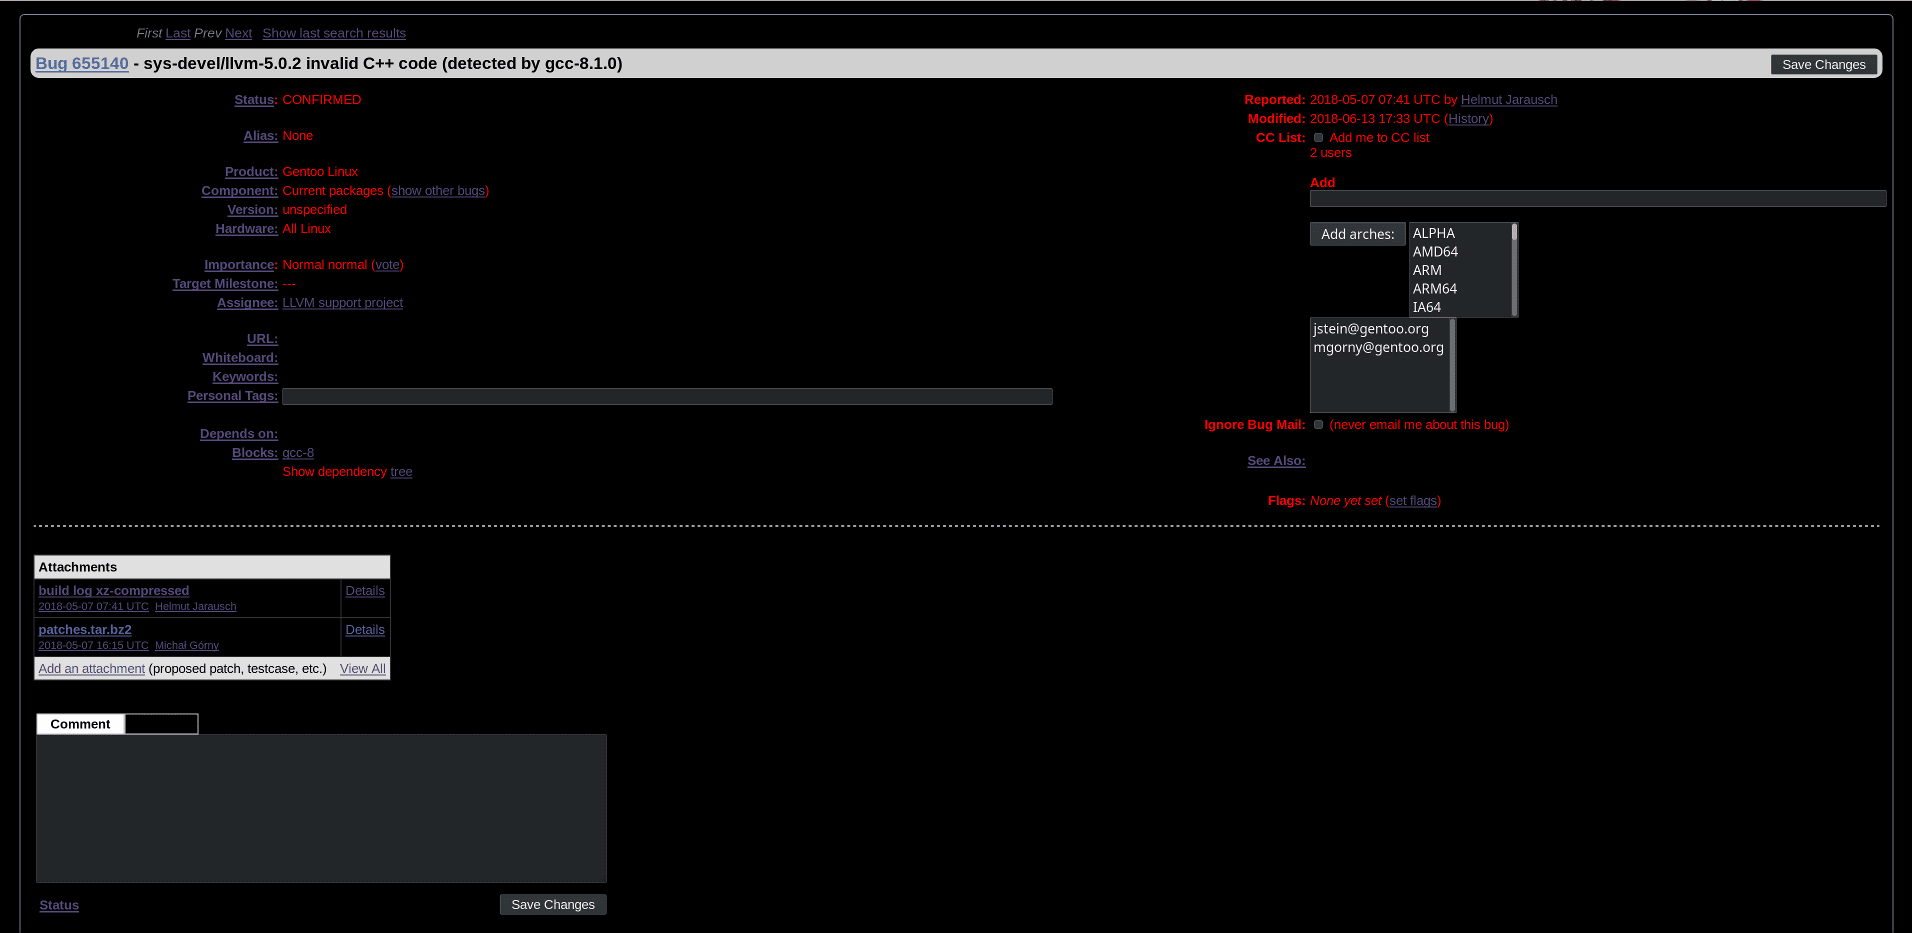 First Last Prev Next Show last search results
Bug 655140 - sys-devel/llvm-5.0.2 invalid C++ code (detected by gcc-8.1.0)
Save Changes
Status: CONFIRMED
Alias: None
Product: Gentoo Linux
Component: Current packages (show other bugs)
Version: unspecified
Hardware: All Linux
Importance: Normal normal (vote)
Target Milestone: ---
Assignee: LLVM support project
URL:
Whiteboard:
Keywords:
Personal Tags:
Depends on:
Blocks: gcc-8
Show dependency tree
Reported: 2018-05-07 07:41 UTC by Helmut Jarausch
Modified: 2018-06-13 17:33 UTC (History)
CC List: Add me to CC list
2 users
Add
Add arches:
ALPHA
AMD64
ARM
ARM64
IA64
jstein@gentoo.org
mgorny@gentoo.org
Ignore Bug Mail: (never email me about this bug)
See Also:
Flags: None yet set (set flags)
Attachments
build log xz-compressed Details
2018-05-07 07:41 UTC Helmut Jarausch
patches.tar.bz2 Details
2018-05-07 16:15 UTC Michał Górny
Add an attachment (proposed patch, testcase, etc.) View All
Comment
Status
Save Changes